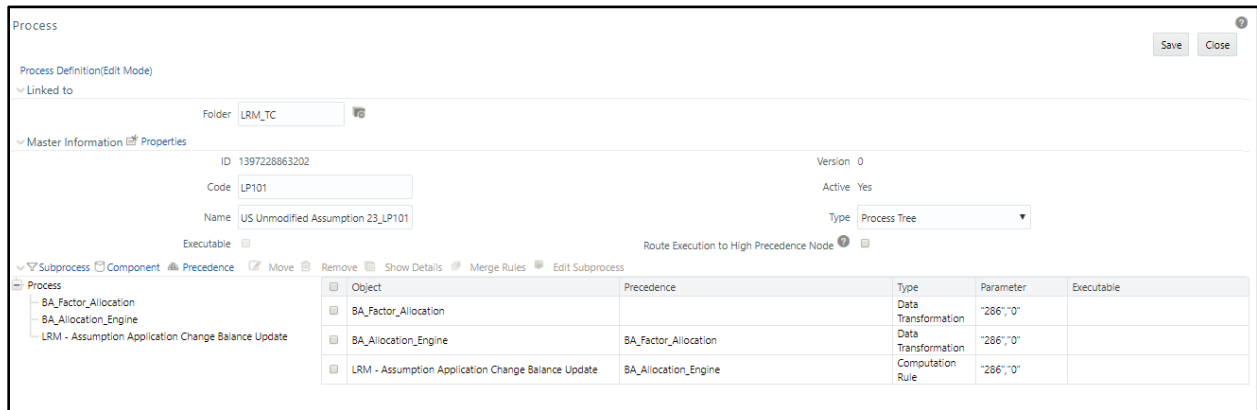 Process
Save Close
Process Definition(Edit Mode)
Linked to
Folder LRM_TC
Master Information Properties
ID 1397228863202 Version 0
Code LP101 Active Yes
Name US Unmodified Assumption 23_LP101 Type Process Tree
Executable Route Execution to High Precedence Node
Subprocess Component Precedence Move Remove Show Details Merge Rules Edit Subprocess
Process
BA_Factor_Allocation
BA_Allocation_Engine
LRM - Assumption Application Change Balance Update
Object Precedence Type Parameter Executable
BA_Factor_Allocation Data Transformation "286","0"
BA_Allocation_Engine BA_Factor_Allocation Data Transformation "286","0"
LRM - Assumption Application Change Balance Update BA_Allocation_Engine Computation Rule "286","0"